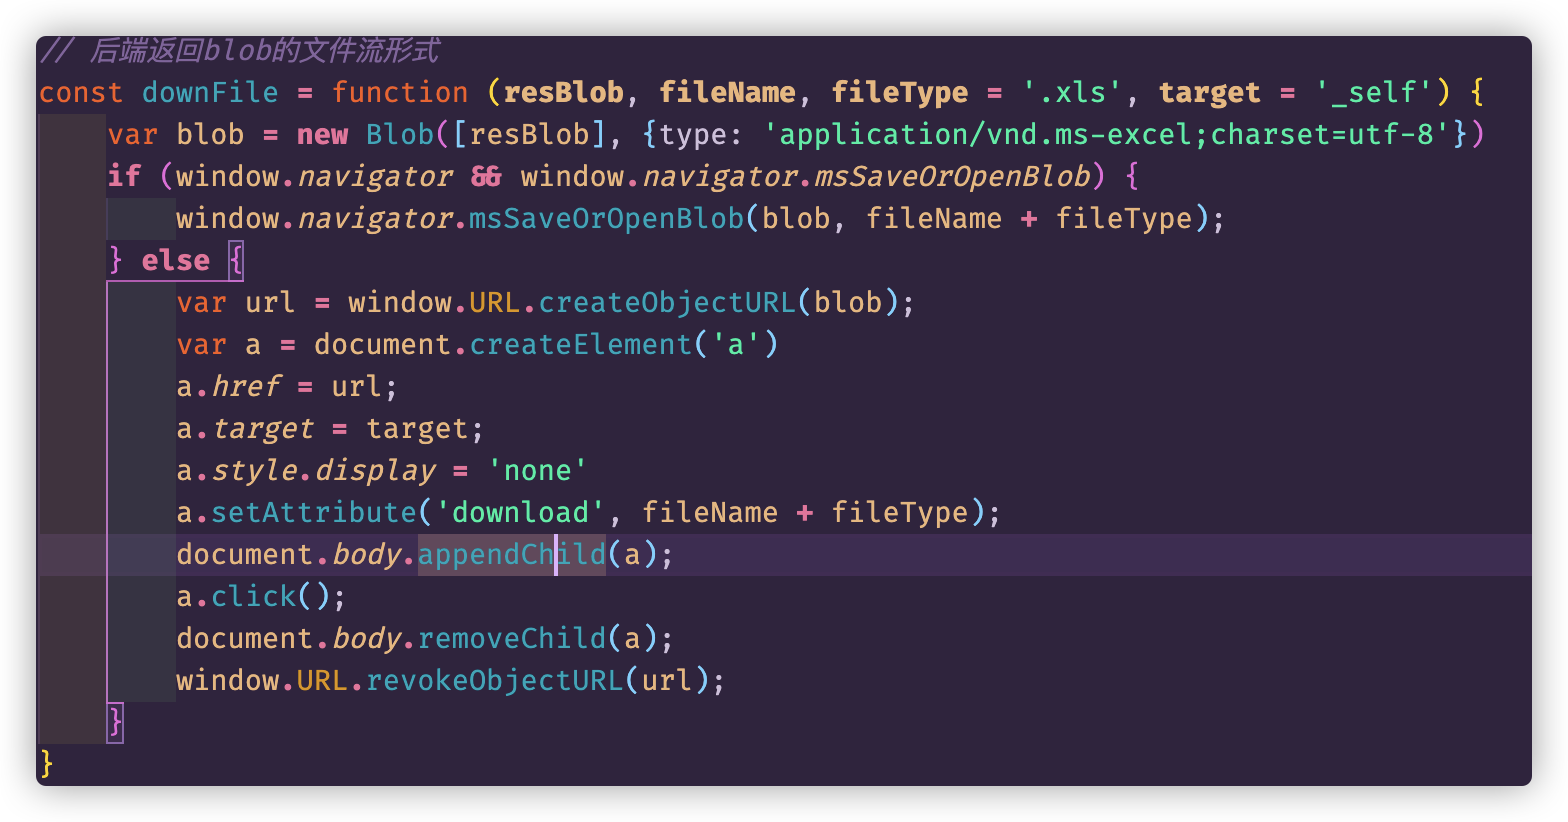 // 后端返回blob的文件流形式
const downFile = function (resBlob, fileName, fileType = '.xls', target = '_self') {
    var blob = new Blob([resBlob], {type: 'application/vnd.ms-excel;charset=utf-8'})
    if (window.navigator && window.navigator.msSaveOrOpenBlob) {
        window.navigator.msSaveOrOpenBlob(blob, fileName + fileType);
    } else {
        var url = window.URL.createObjectURL(blob);
        var a = document.createElement('a')
        a.href = url;
        a.target = target;
        a.style.display = 'none'
        a.setAttribute('download', fileName + fileType);
        document.body.appendChild(a);
        a.click();
        document.body.removeChild(a);
        window.URL.revokeObjectURL(url);
    }
}